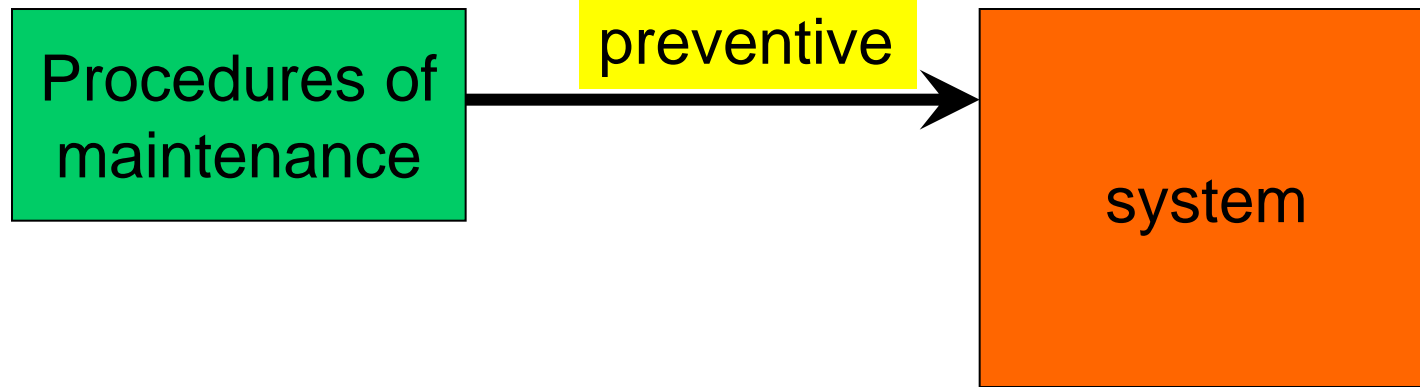 Procedures of
maintenance
preventive
system